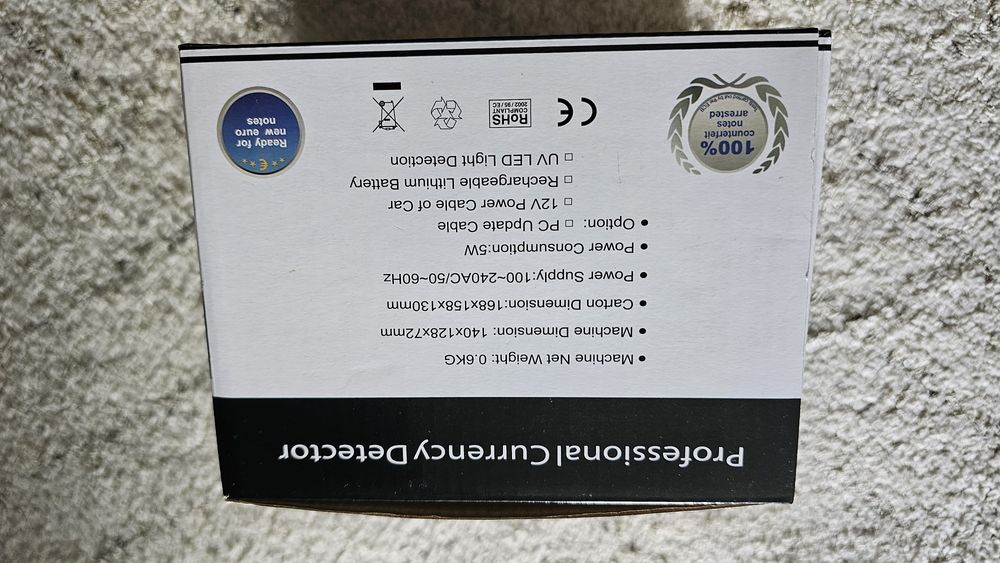 Professional Currency Detector
● Machine Net Weight: 0.6KG
● Machine Dimension: 140x128x72mm
● Carton Dimension:168x158x130mm
● Power Supply:100~240AC/50~60Hz
● Power Consumption:5W
● Option: □ PC Update Cable
□ 12V Power Cable of Car
□ Rechargeable Lithium Battery
□ UV LED Light Detection
100%
counterfeit
notes
arrested
CE
RoHS
COMPLIANT
2002/95/EC
Ready for
new euro
notes